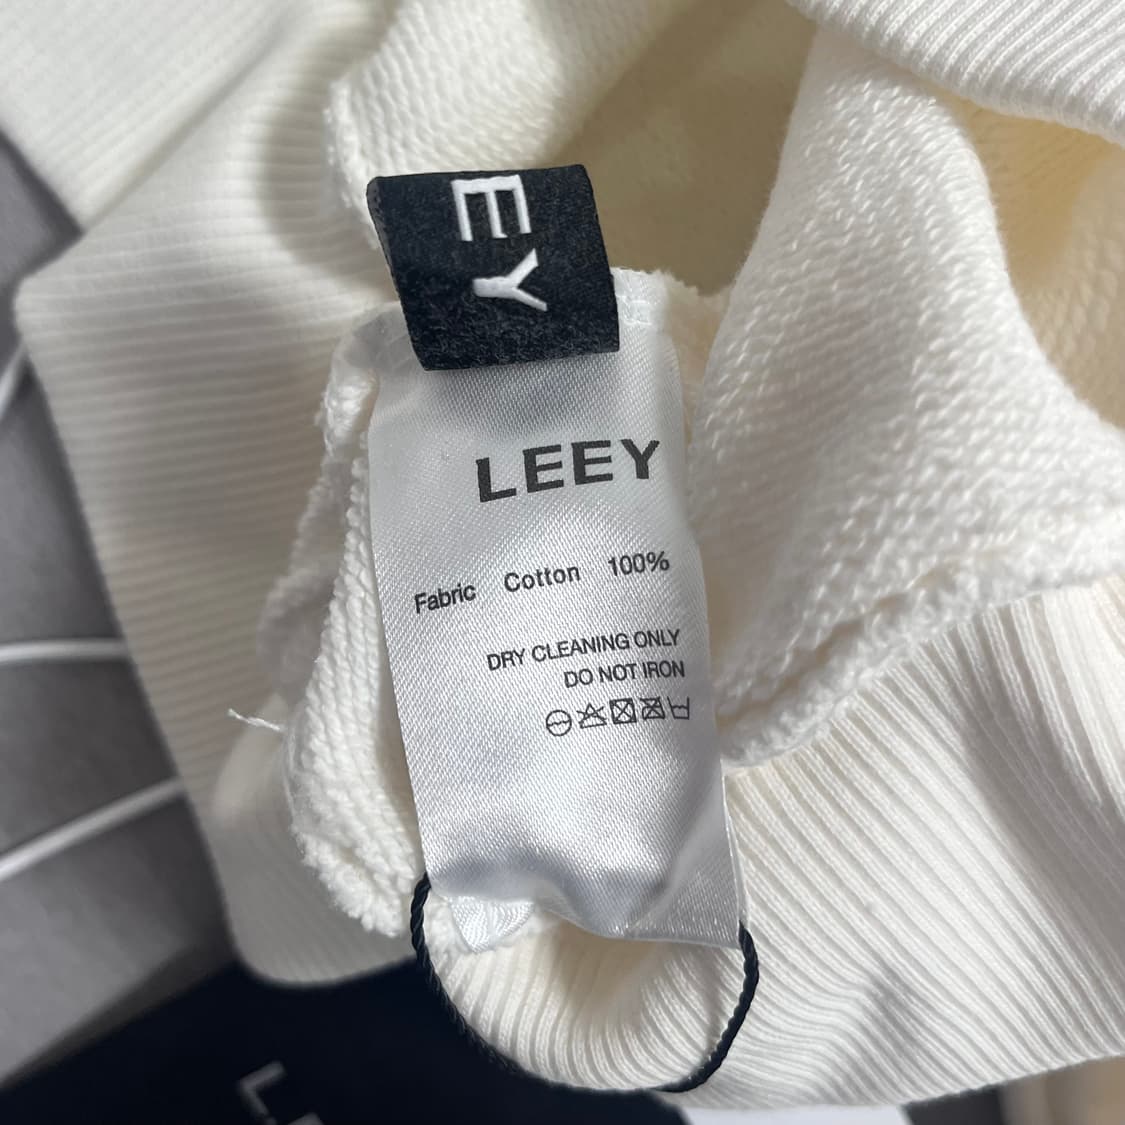 EY
LEEY
Fabric Cotton 100%
DRY CLEANING ONLY
DO NOT IRON